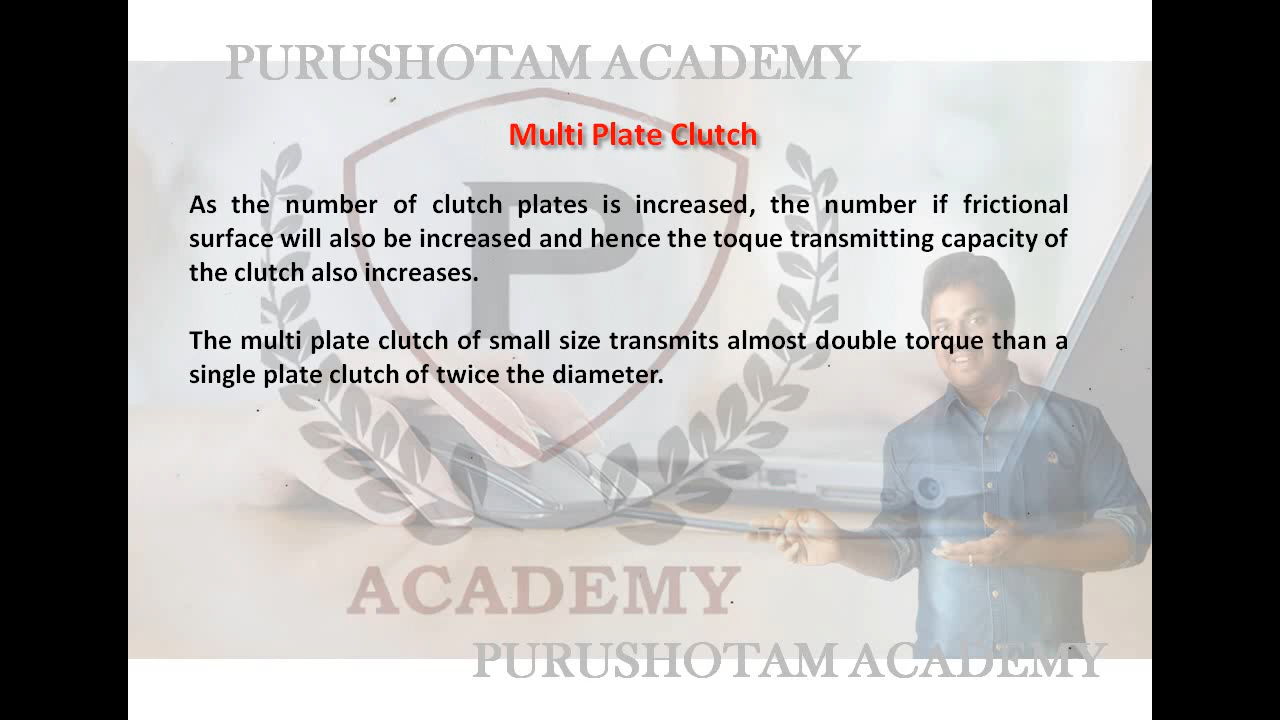 PURUSHOTAM ACADEMY
Multi Plate Clutch
As the number of clutch plates is increased, the number if frictional
surface will also be increased and hence the toque transmitting capacity of
the clutch also increases.
The multi plate clutch of small size transmits almost double torque than a
single plate clutch of twice the diameter.
P
ACADEMY
PURUSHOTAM ACADEMY